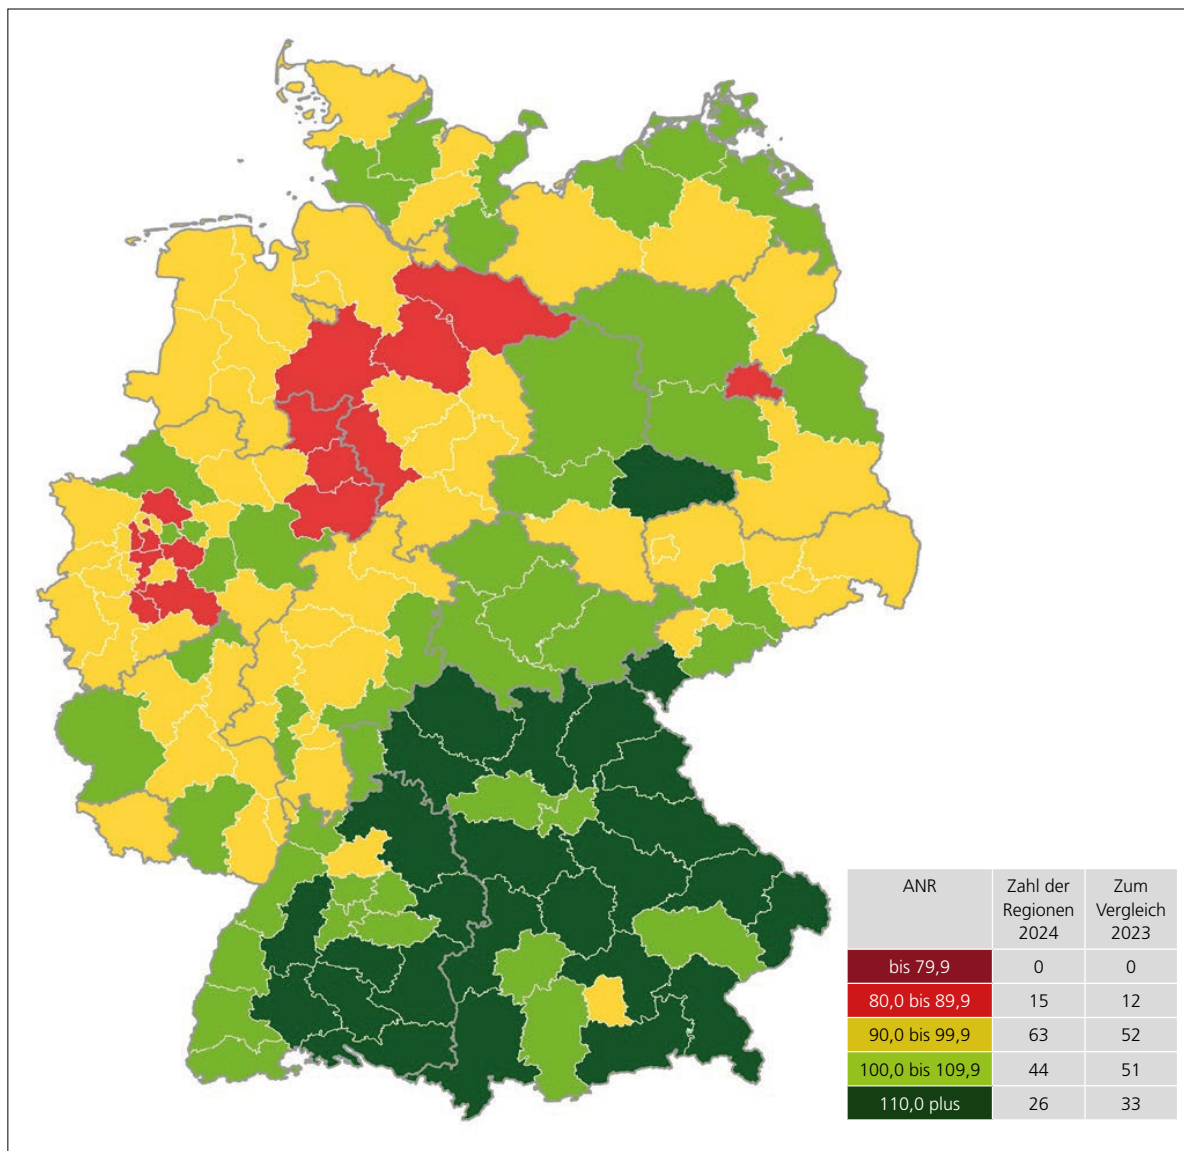 ANR
Zahl der
Regionen
2024
Zum
Vergleich
2023
bis 79,9
0
0
80,0 bis 89,9
15
12
90,0 bis 99,9
63
52
100,0 bis 109,9
44
51
110,0 plus
26
33